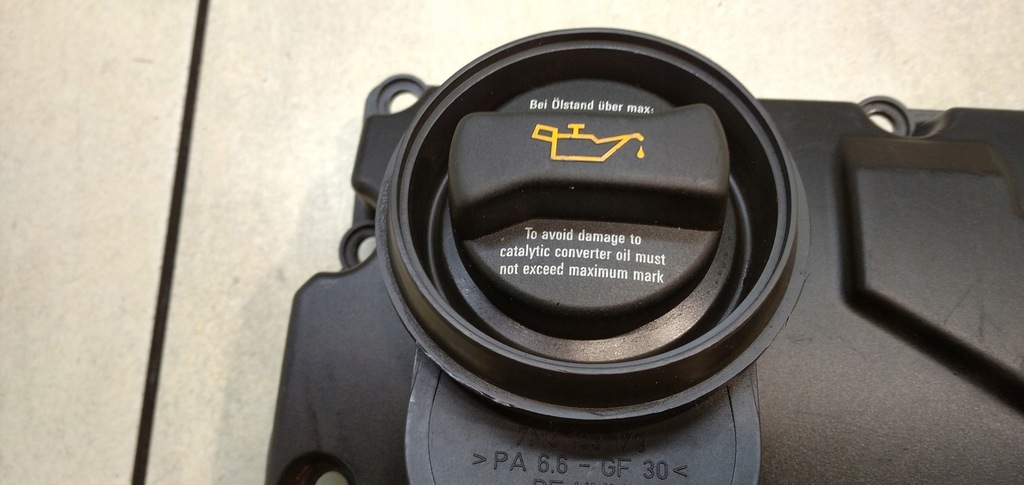 Bei Ölstand über max:
To avoid damage to
catalytic converter oil must
not exceed maximum mark
>PA 6.6 - GF 30<